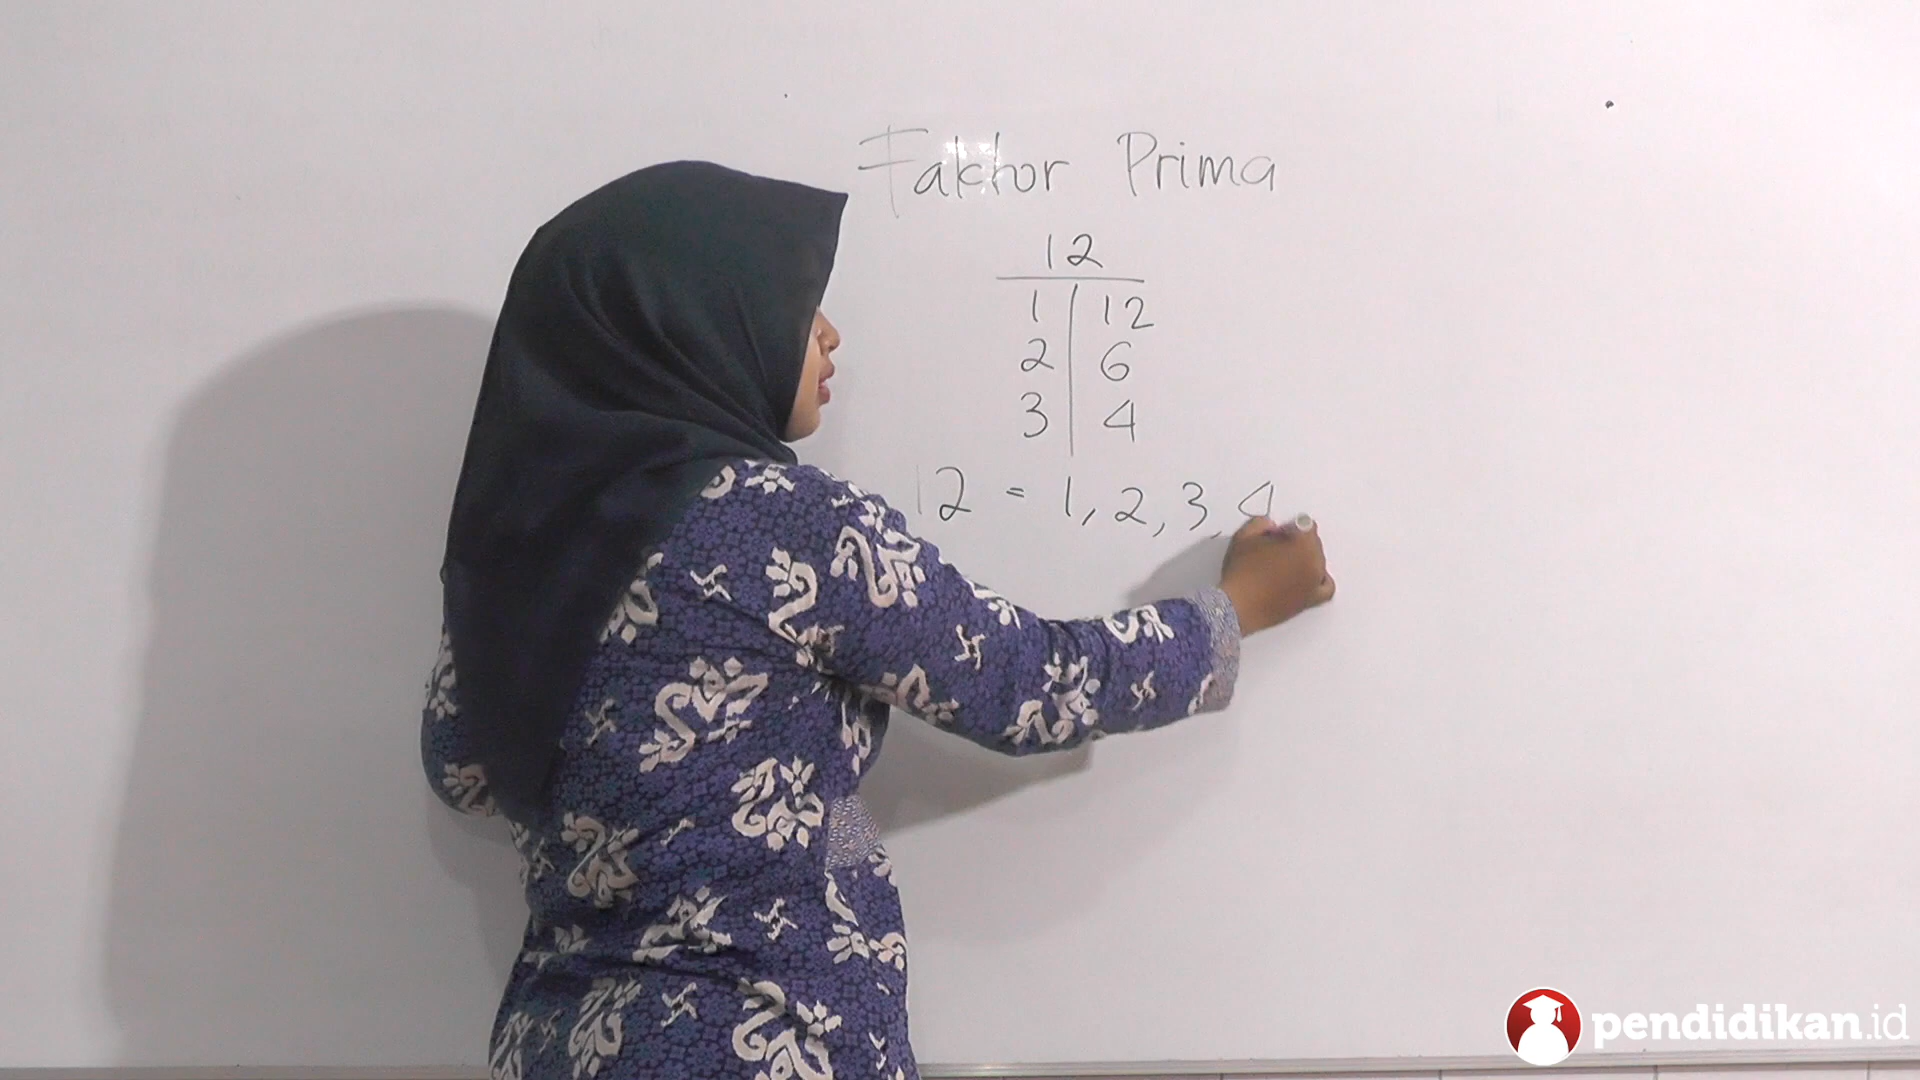 Faktor Prima
12
1 12
2 6
3 4
12 = 1, 2, 3, 4
pendidikan.id